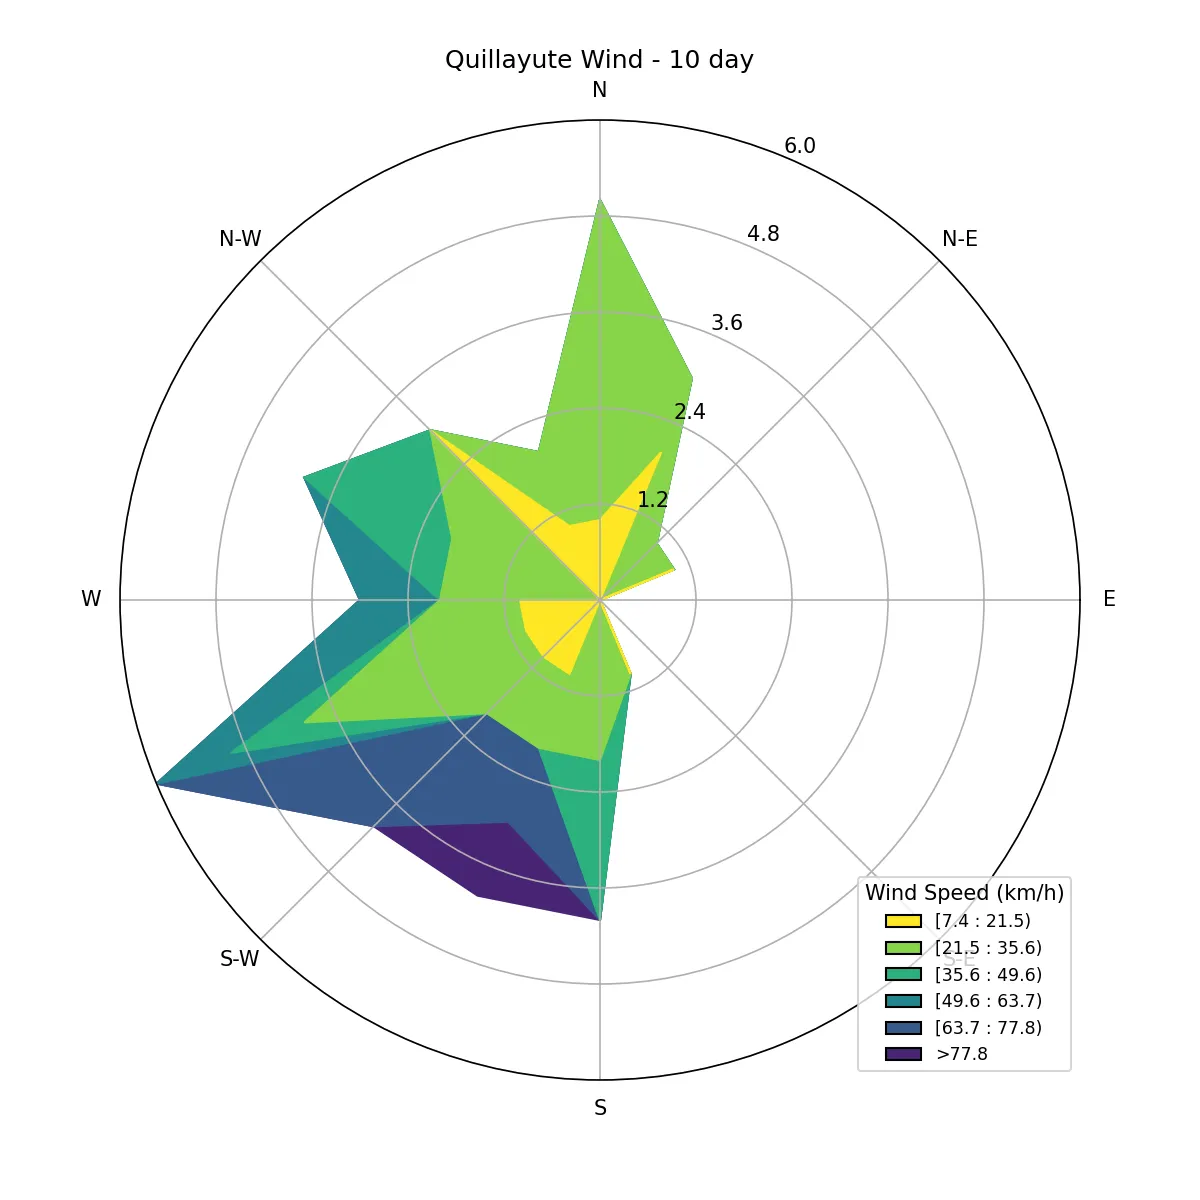 Quillayute Wind - 10 day
N
6.0
N-W
N-E
4.8
3.6
2.4
1.2
W
E
S-W
S-E
Wind Speed (km/h)
[7.4 : 21.5)
[21.5 : 35.6)
[35.6 : 49.6)
[49.6 : 63.7)
[63.7 : 77.8)
>77.8
S